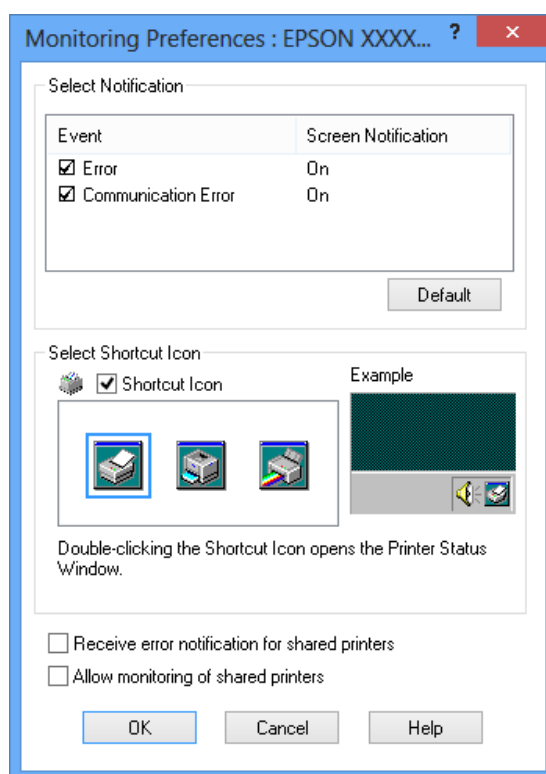 Monitoring Preferences : EPSON XXXX... ?
Select Notification
Event Screen Notification
Error On
Communication Error On
Default
Select Shortcut Icon
Shortcut Icon
Example
Double-clicking the Shortcut Icon opens the Printer Status
Window.
Receive error notification for shared printers
Allow monitoring of shared printers
OK Cancel Help